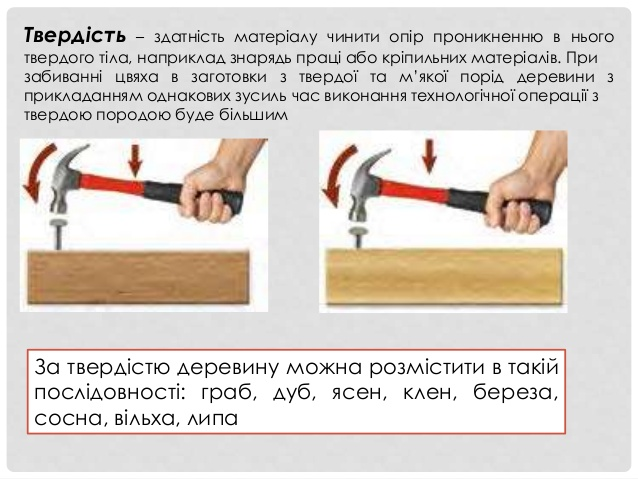 Твердість – здатність матеріалу чинити опір проникненню в нього
твердого тіла, наприклад знарядь праці або кріпильних матеріалів. При
забиванні цвяха в заготовки з твердої та м’якої порід деревини з
прикладанням однакових зусиль час виконання технологічної операції з
твердою породою буде більшим
За твердістю деревину можна розмістити в такій
послідовності: граб, дуб, ясен, клен, береза,
сосна, вільха, липа